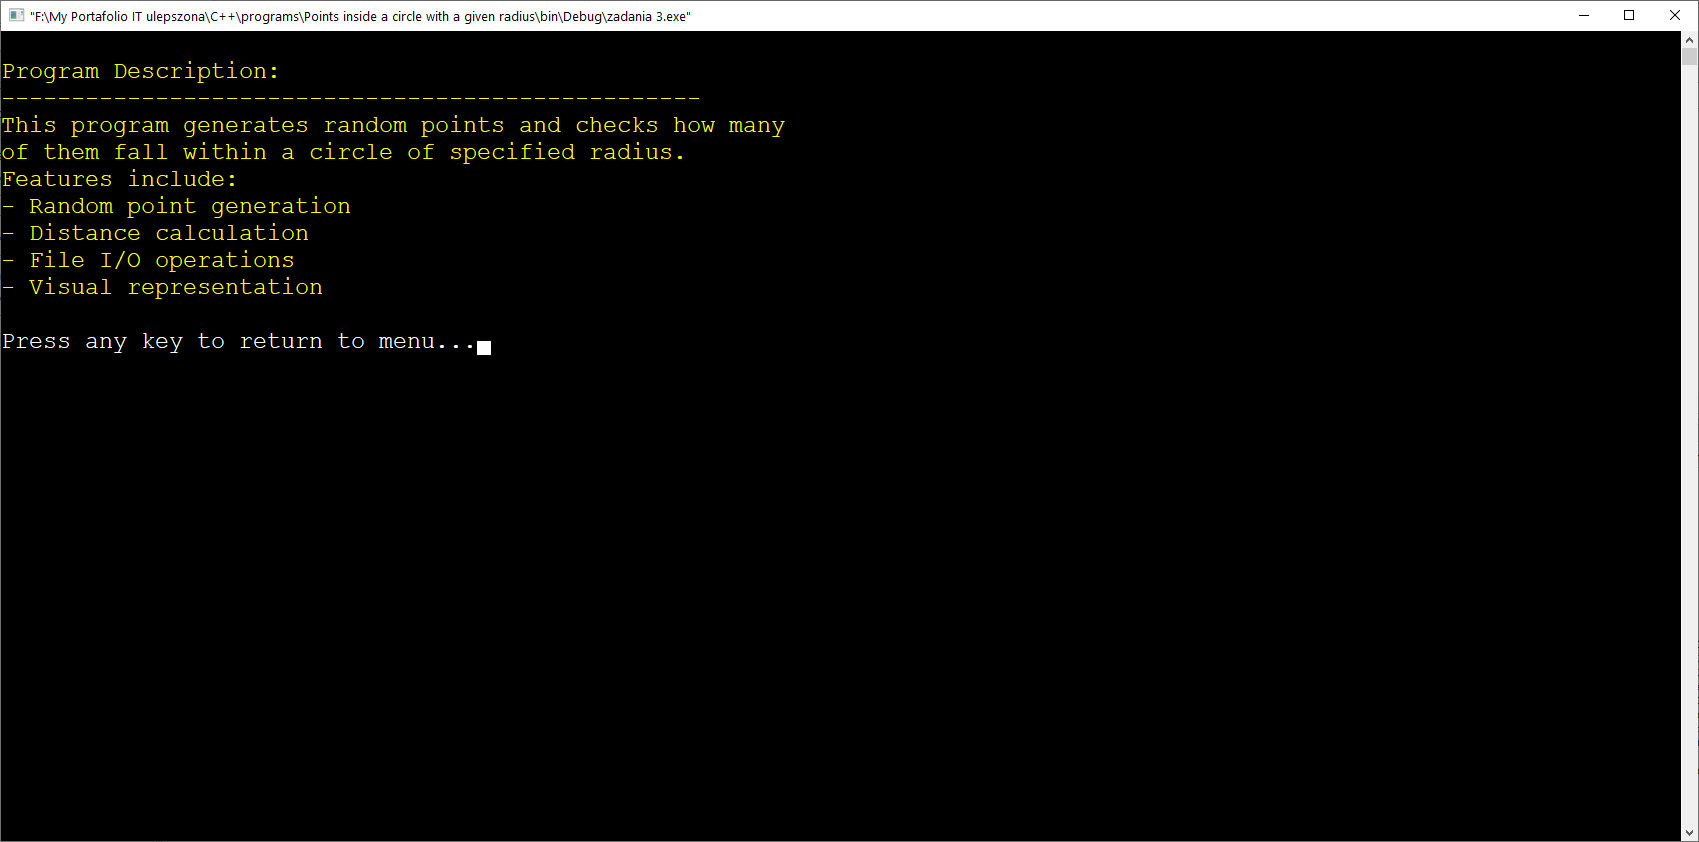 "F:\My Portafolio IT ulepszona\C++\programs\Points inside a circle with a given radius\bin\Debug\zadania 3.exe"
Program Description:
--------------------------------------------------
This program generates random points and checks how many
of them fall within a circle of specified radius.
Features include:
- Random point generation
- Distance calculation
- File I/O operations
- Visual representation
Press any key to return to menu...